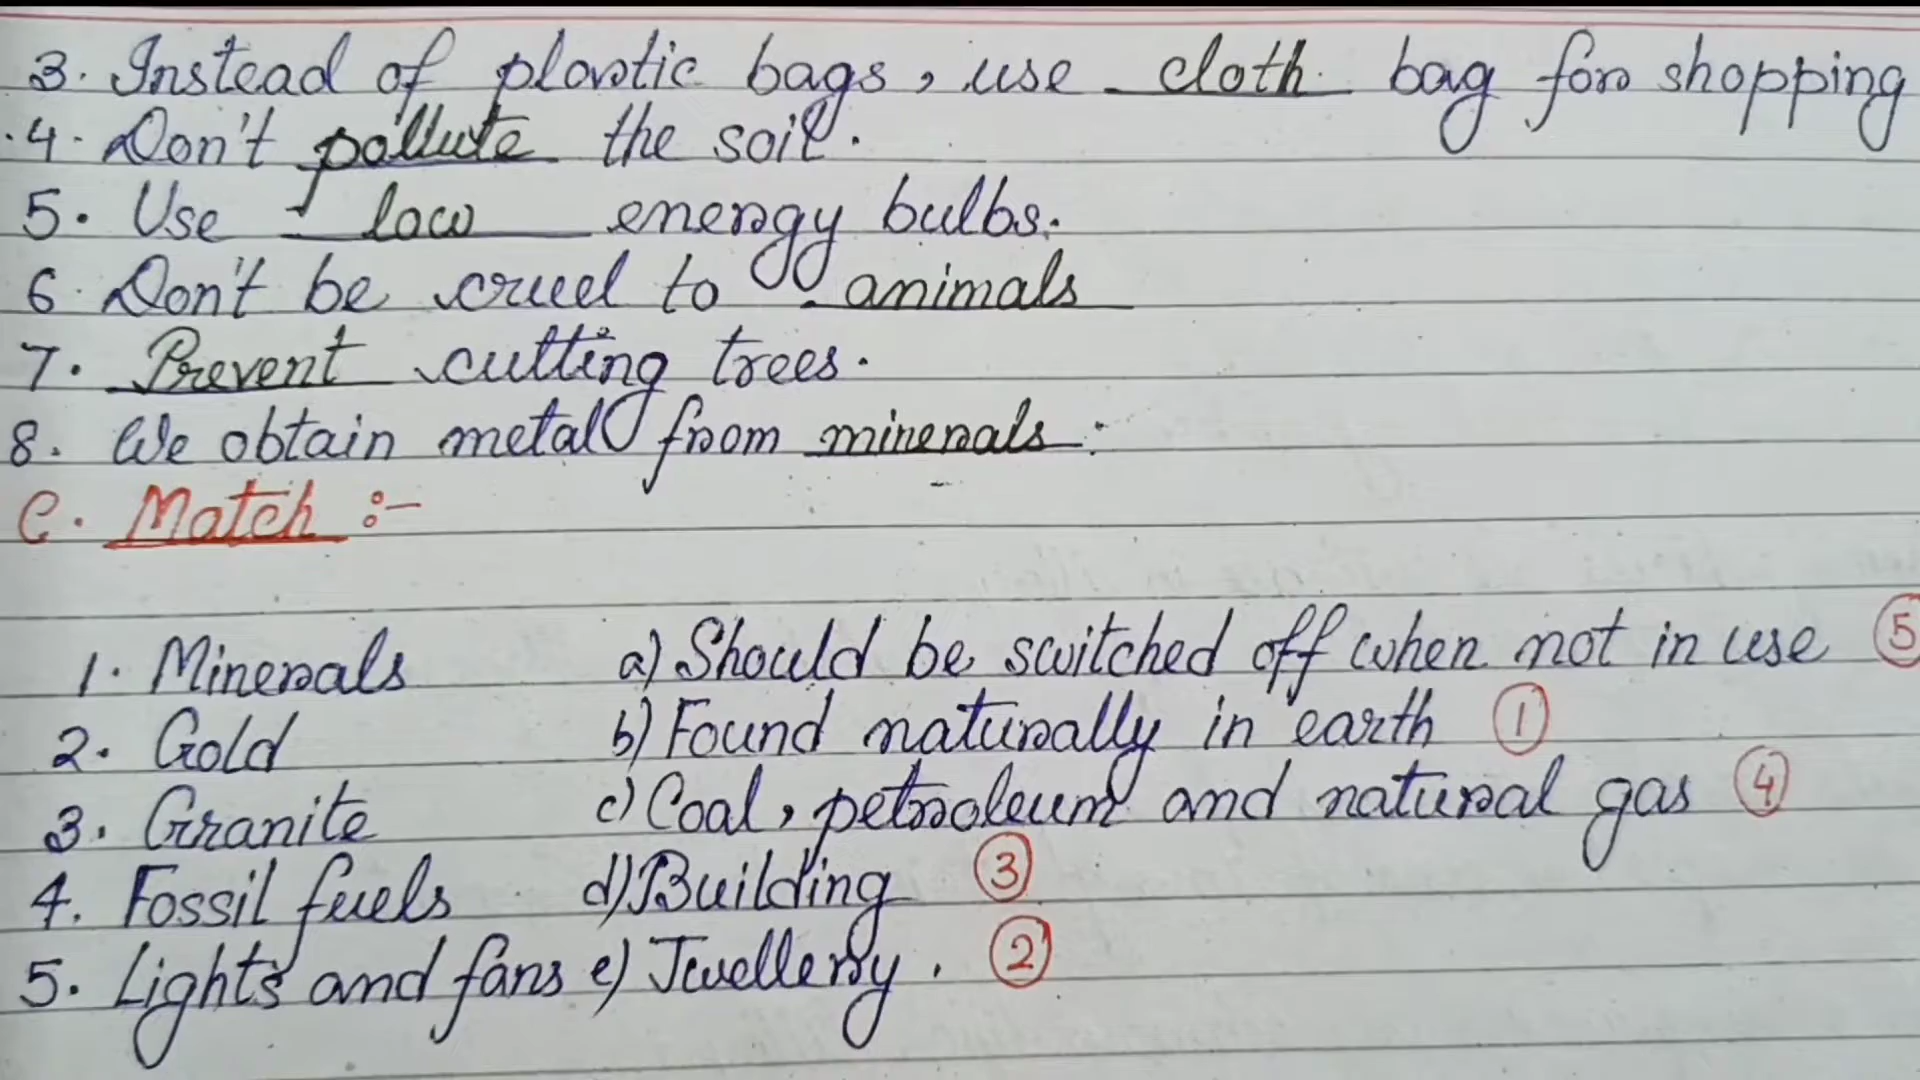 3. Instead of plastic bags, use cloth bag for shopping
4. Don't pollute the soil.
5. Use low energy bulbs.
6. Don't be cruel to animals
7. Prevent cutting trees.
8. We obtain metal from minerals.
C. Match :-
1. Minerals a) Should be switched off when not in use 5
2. Gold b) Found naturally in earth 1
3. Granite c) Coal, petroleum and natural gas 4
4. Fossil fuels d) Building 3
5. Lights and fans e) Jwellery. 2